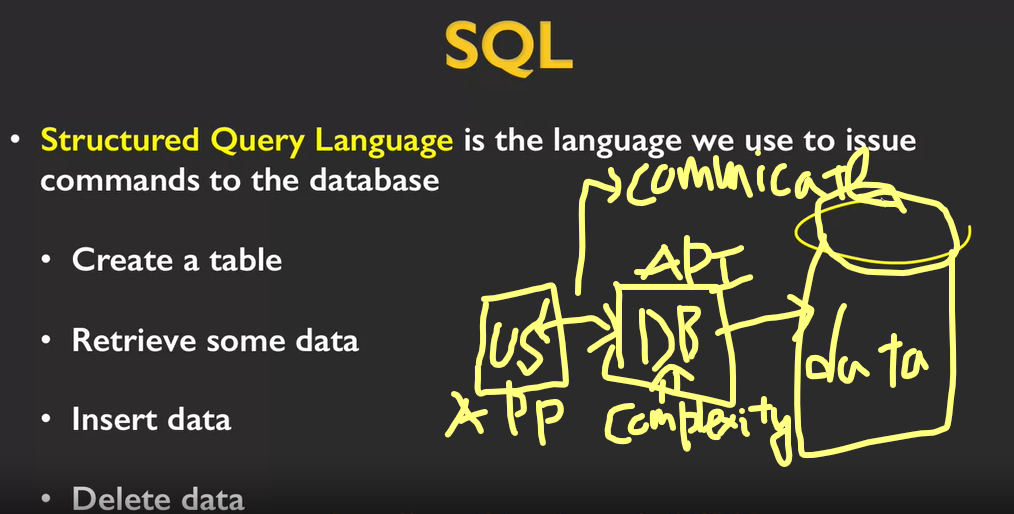 SQL
• Structured Query Language is the language we use to issue
commands to the database
• Create a table
• Retrieve some data
• Insert data
• Delete data
communicate
API
US
DB
data
APP
complexity